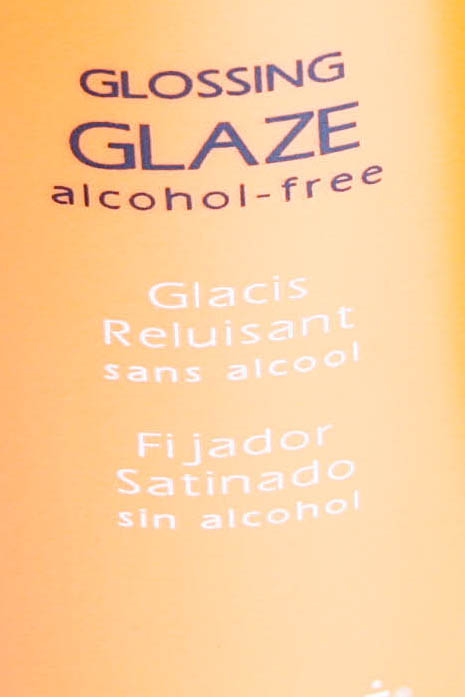 GLOSSING
GLAZE
alcohol-free
Glacis
Reluisant
sans alcool
Fijador
Satinado
sin alcohol